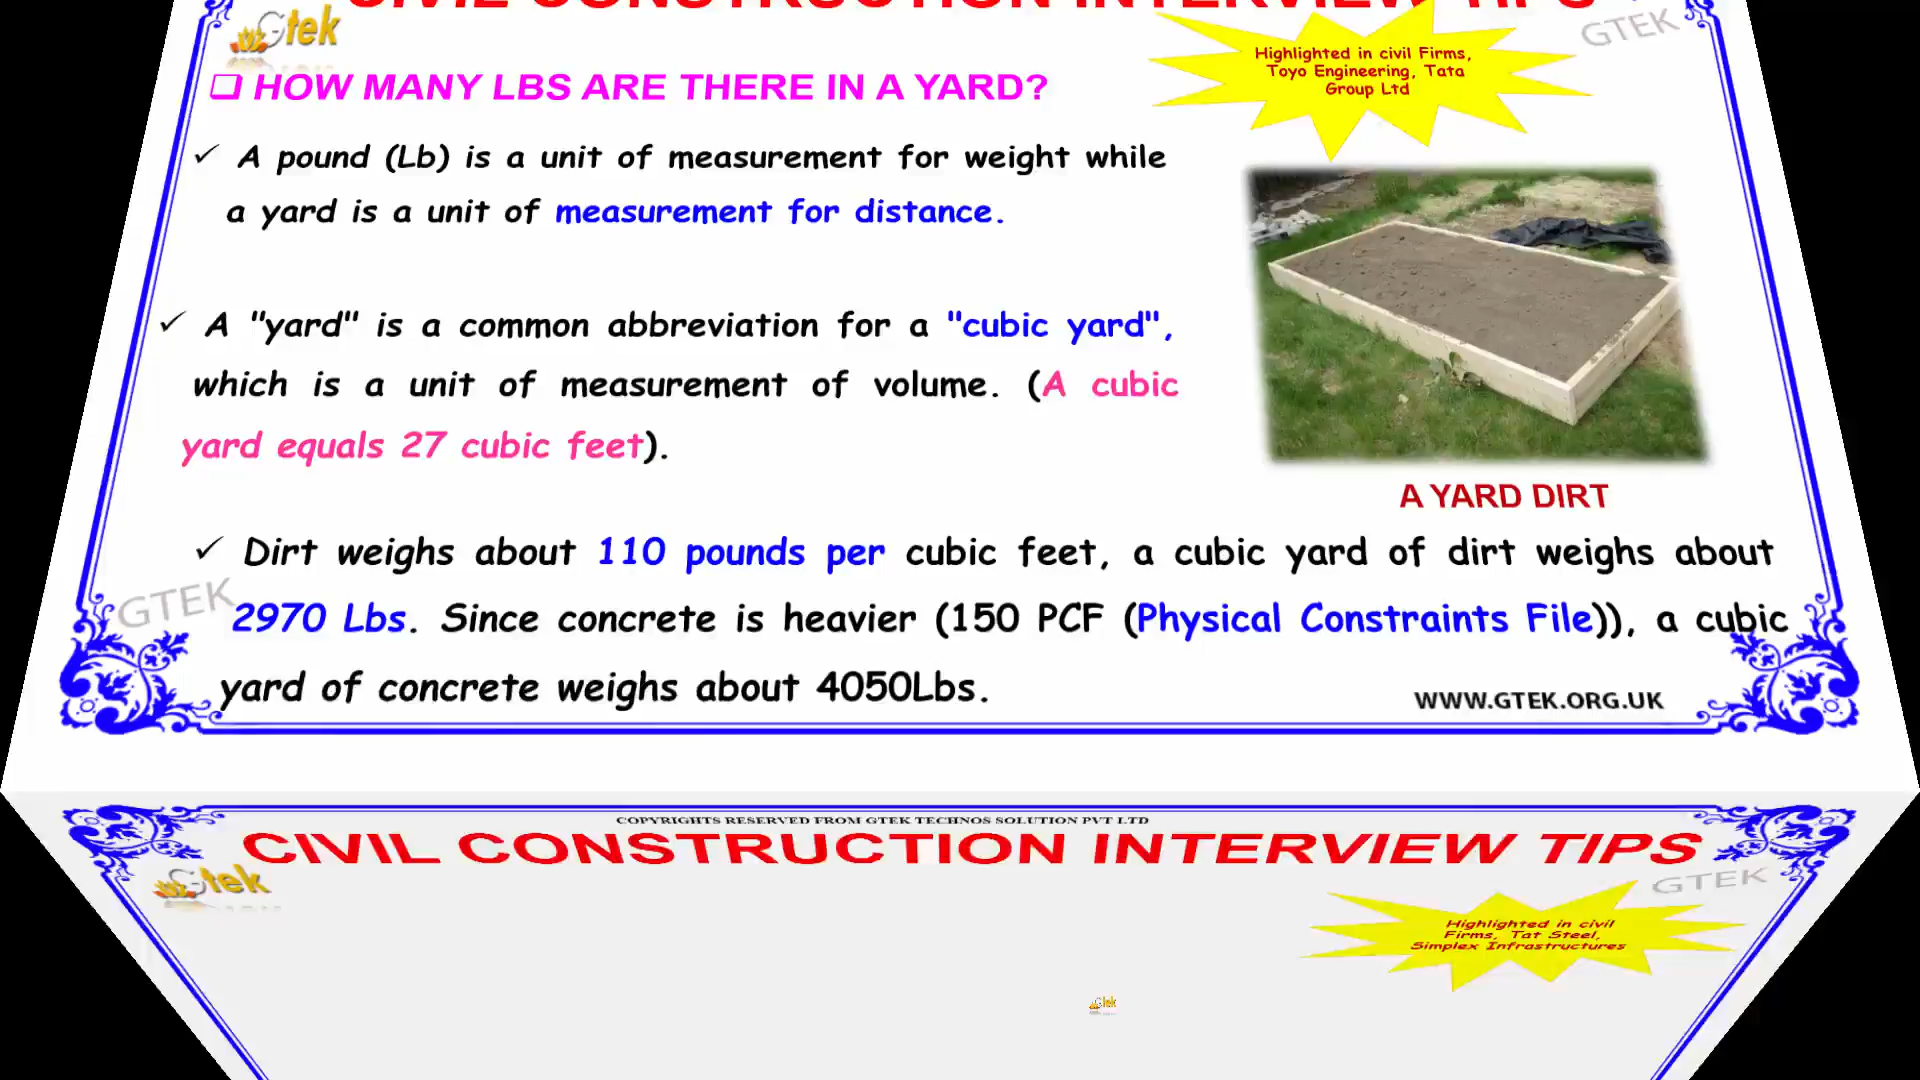 CIVIL CONSTRUCTION INTERVIEW TIPS
Gtek
GTEK
Highlighted in civil Firms,
Toyo Engineering, Tata
Group Ltd
❑ HOW MANY LBS ARE THERE IN A YARD?
✓ A pound (Lb) is a unit of measurement for weight while
a yard is a unit of measurement for distance.
✓ A "yard" is a common abbreviation for a "cubic yard",
which is a unit of measurement of volume. (A cubic
yard equals 27 cubic feet).
A YARD DIRT
✓ Dirt weighs about 110 pounds per cubic feet, a cubic yard of dirt weighs about
2970 Lbs. Since concrete is heavier (150 PCF (Physical Constraints File)), a cubic
yard of concrete weighs about 4050Lbs.
GTEK
WWW.GTEK.ORG.UK
COPYRIGHTS RESERVED FROM GTEK TECHNOS SOLUTION PVT LTD
CIVIL CONSTRUCTION INTERVIEW TIPS
Gtek
GTEK
Highlighted in civil
Firms, Tat Steel,
Simplex Infrastructures
Gtek